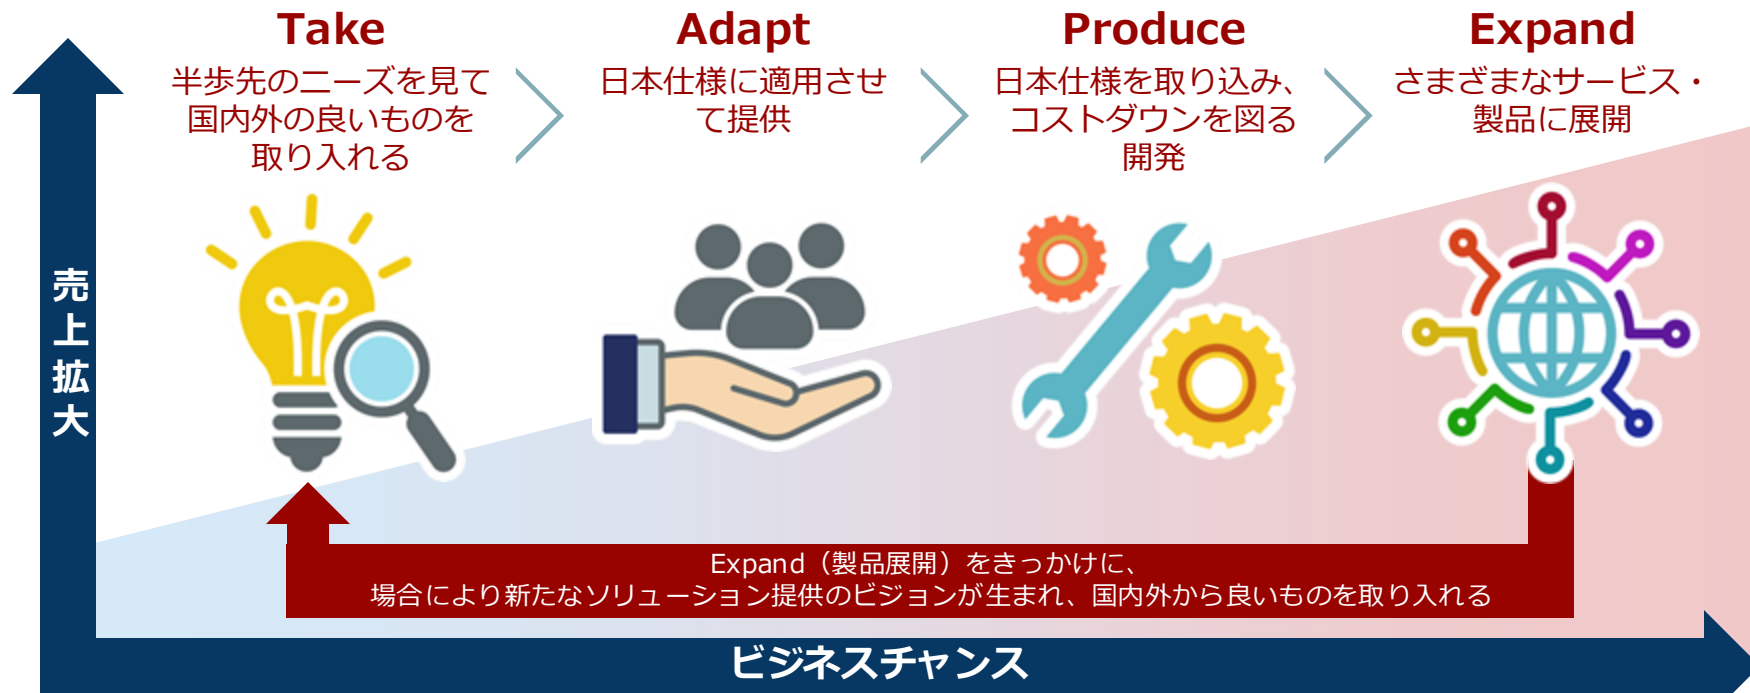 Take
半歩先のニーズを見て
国内外の良いものを
取り入れる
Adapt
日本仕様に適用させ
て提供
Produce
日本仕様を取り込み、
コストダウンを図る
開発
Expand
さまざまなサービス・
製品に展開
売上拡大
Expand（製品展開）をきっかけに、
場合により新たなソリューション提供のビジョンが生まれ、国内外から良いものを取り入れる
ビジネスチャンス